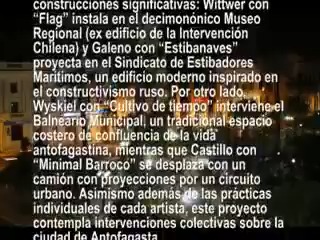 construcciones significativas: Wittwer con
“Flag” instala en el decimonónico Museo
Regional (ex edificio de la Intervención
Chilena) y Galeno con “Estibanaves”
proyecta en el Sindicato de Estibadores
Marítimos, un edificio moderno inspirado en
el constructivismo ruso. Por otro lado,
Wyskiel con “Cultivo de tiempo” interviene el
Balneario Municipal, un tradicional espacio
costero de confluencia de la vida
antofagastina, mientras que Castillo con
“Minimal Barroco” se desplaza con un
camión con proyecciones por un circuito
urbano. Asimismo además de las prácticas
individuales de cada artista, este proyecto
contempla intervenciones colectivas sobre la
ciudad de Antofagasta.